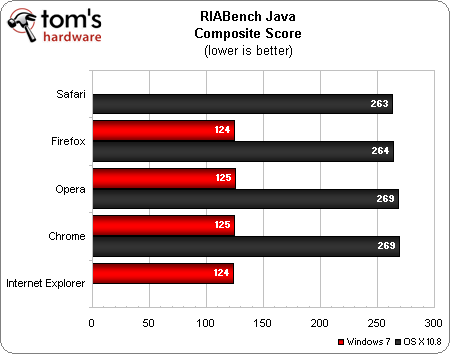 tom's
hardware
RIABench Java
Composite Score
(lower is better)
Safari
263
124
Firefox
264
125
Opera
269
125
Chrome
269
124
Internet Explorer
0 50 100 150 200 250 300
Windows 7 OS X 10.8